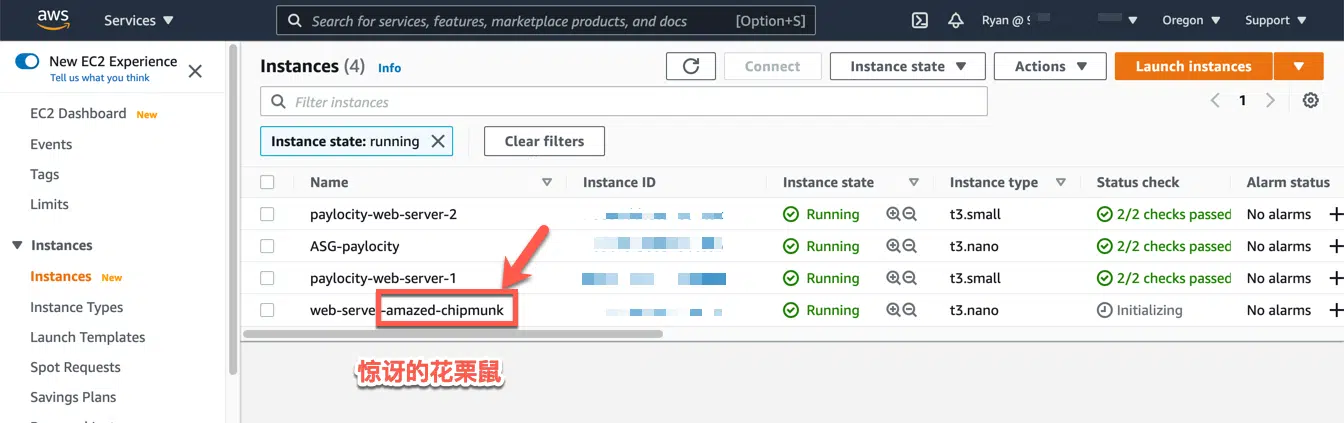 aws Services Search for services, features, marketplace products, and docs [Option+S] Ryan @ 9 Oregon Support
New EC2 Experience
Tell us what you think
EC2 Dashboard New
Events
Tags
Limits
Instances
Instances New
Instance Types
Launch Templates
Spot Requests
Savings Plans
Instances (4) Info Connect Instance state Actions Launch instances
Filter instances 1
Instance state: running Clear filters
Name Instance ID Instance state Instance type Status check Alarm status
paylocity-web-server-2 Running t3.small 2/2 checks passed No alarms
ASG-paylocity Running t3.nano 2/2 checks passed No alarms
paylocity-web-server-1 Running t3.small 2/2 checks passed No alarms
web-server-amazed-chipmunk Running t3.nano Initializing No alarms
惊讶的花栗鼠